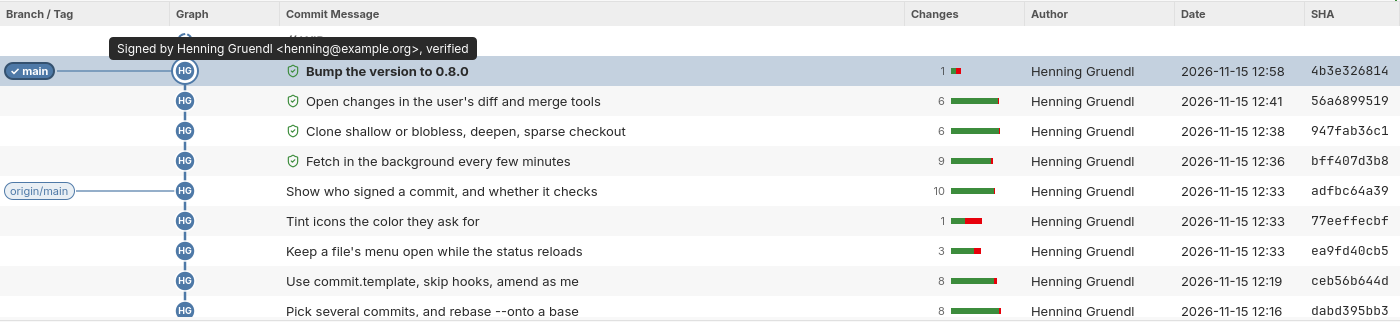 Branch / Tag Graph Commit Message Changes Author Date SHA
Signed by Henning Gruendl <henning@example.org>, verified
main HG Bump the version to 0.8.0 1 Henning Gruendl 2026-11-15 12:58 4b3e326814
HG Open changes in the user's diff and merge tools 6 Henning Gruendl 2026-11-15 12:41 56a6899519
HG Clone shallow or blobless, deepen, sparse checkout 6 Henning Gruendl 2026-11-15 12:38 947fab36c1
HG Fetch in the background every few minutes 9 Henning Gruendl 2026-11-15 12:36 bff407d3b8
origin/main HG Show who signed a commit, and whether it checks 10 Henning Gruendl 2026-11-15 12:33 adfbc64a39
HG Tint icons the color they ask for 1 Henning Gruendl 2026-11-15 12:33 77eeffecbf
HG Keep a file's menu open while the status reloads 3 Henning Gruendl 2026-11-15 12:33 ea9fd40cb5
HG Use commit.template, skip hooks, amend as me 8 Henning Gruendl 2026-11-15 12:19 ceb56b644d
HG Pick several commits, and rebase --onto a base 8 Henning Gruendl 2026-11-15 12:16 dabd395bb3